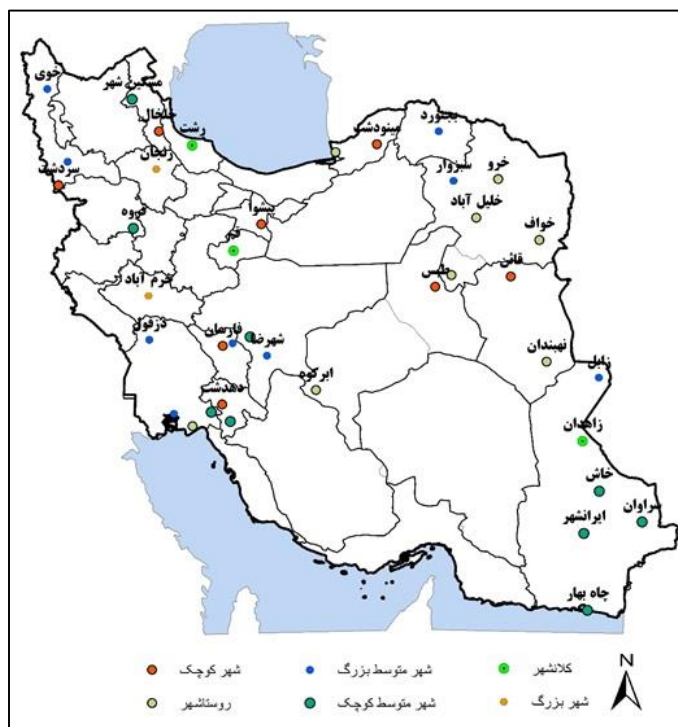 خوی
مشکین شهر
خلخال
رشت
زنجان
سردشت
مینودشت
بجنورد
سبزوار
خرو
خلیل آباد
خواف
پیشوا
قروه
قم
قائن
طبس
خرم آباد
دزفول
فارسان
شهرضا
نهبندان
زابل
ابرکوه
دهدشت
زاهدان
خاش
سراوان
ایرانشهر
چاه بهار
N
کلانشهر
شهر متوسط بزرگ
شهر کوچک
شهر بزرگ
شهر متوسط کوچک
روستاشهر